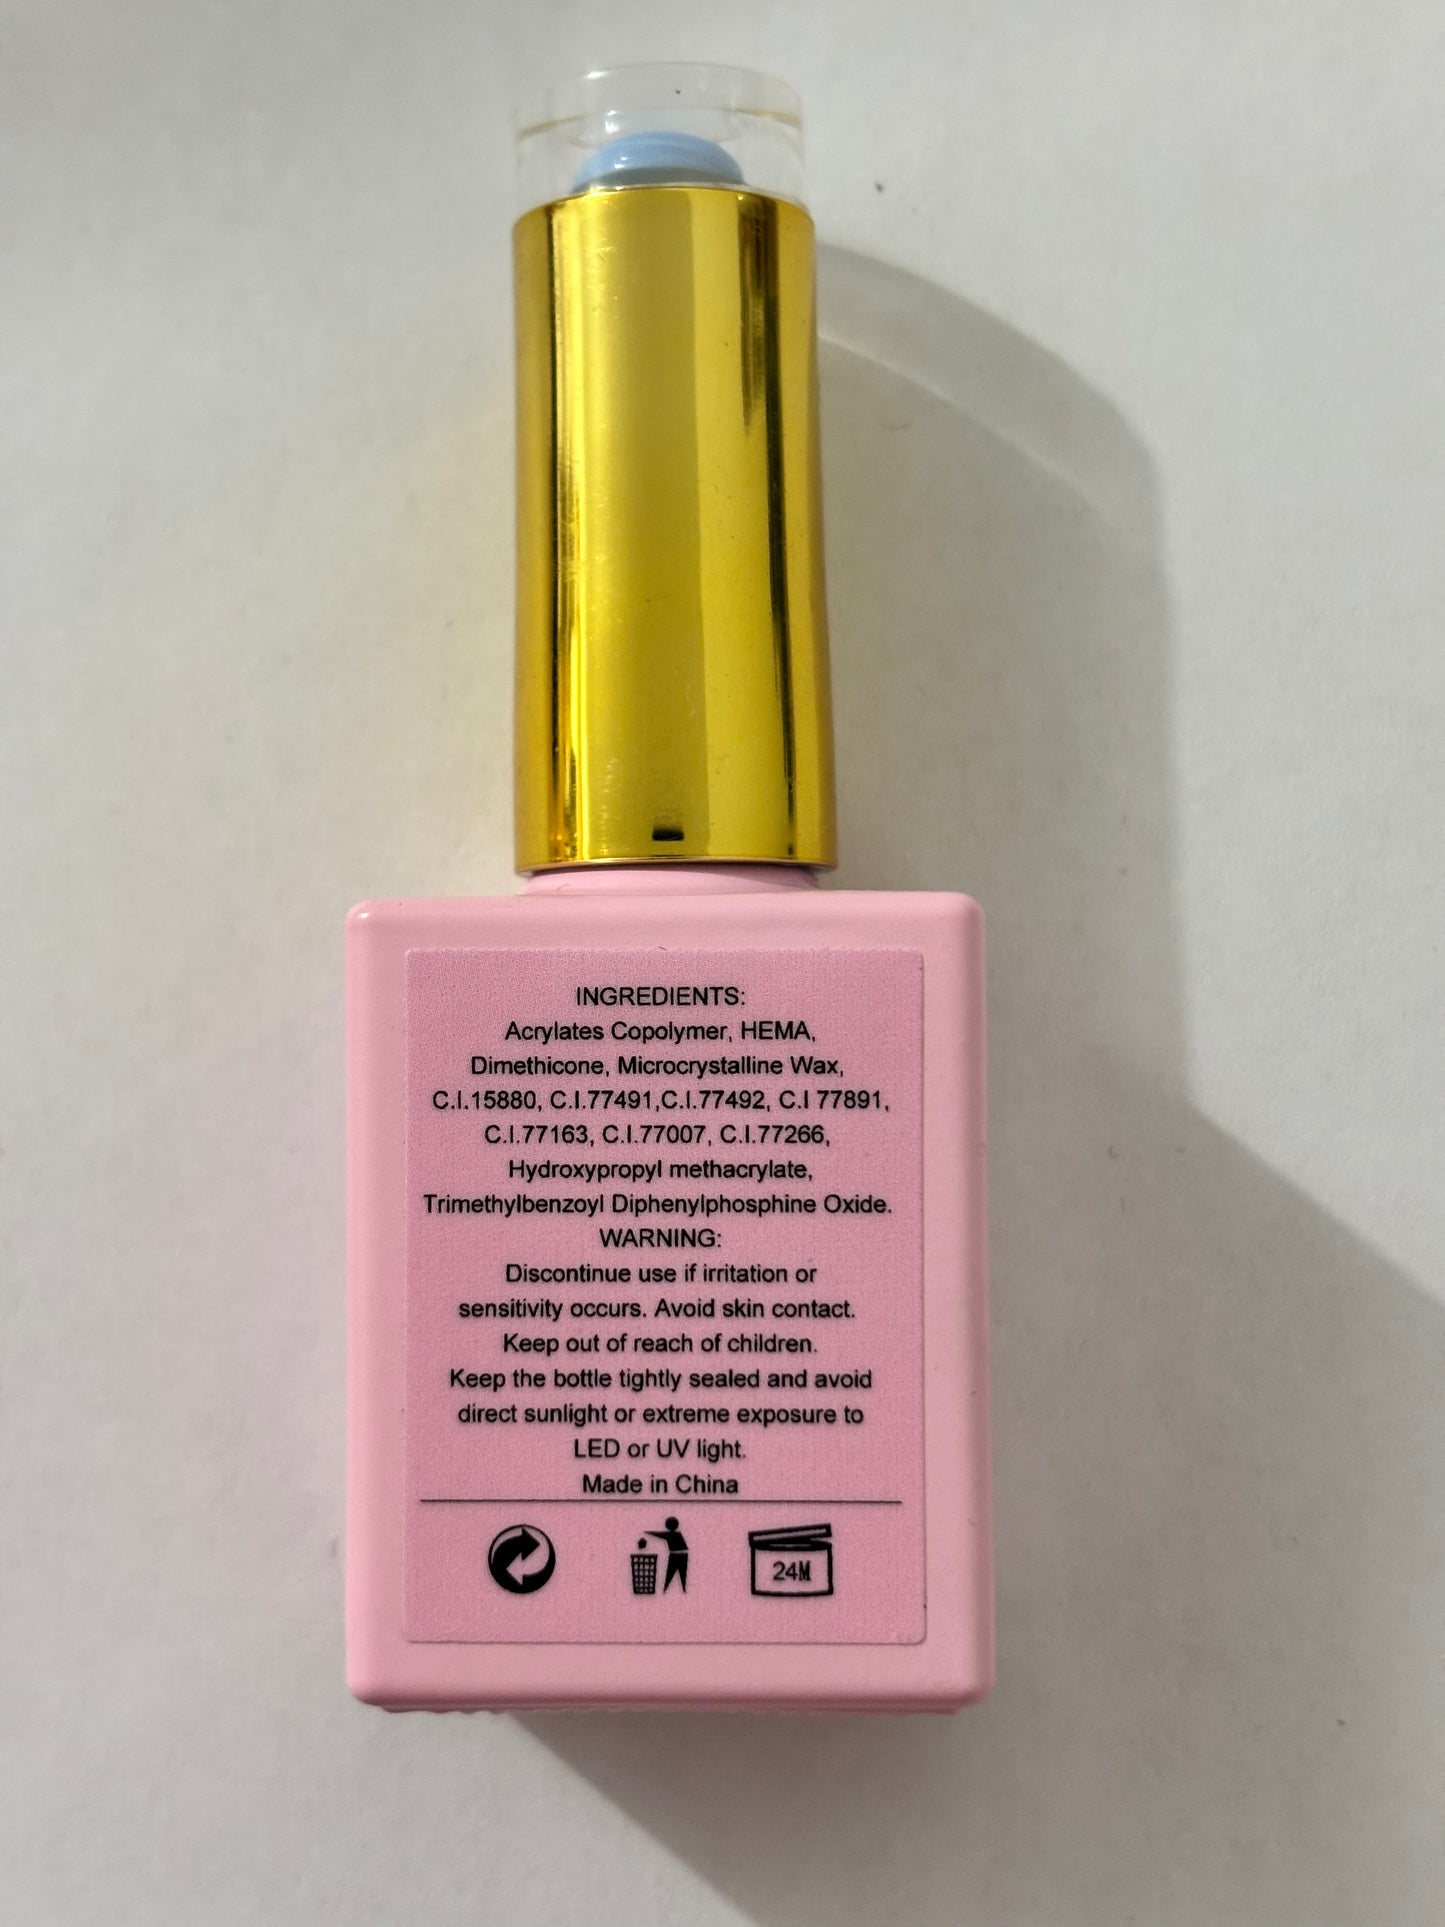 INGREDIENTS:
Acrylates Copolymer, HEMA,
Dimethicone, Microcrystalline Wax,
C.I.15880, C.I.77491,C.I.77492, C.I 77891,
C.I.77163, C.I.77007, C.I.77266,
Hydroxypropyl methacrylate,
Trimethylbenzoyl Diphenylphosphine Oxide.
WARNING:
Discontinue use if irritation or
sensitivity occurs. Avoid skin contact.
Keep out of reach of children.
Keep the bottle tightly sealed and avoid
direct sunlight or extreme exposure to
LED or UV light.
Made in China
24M